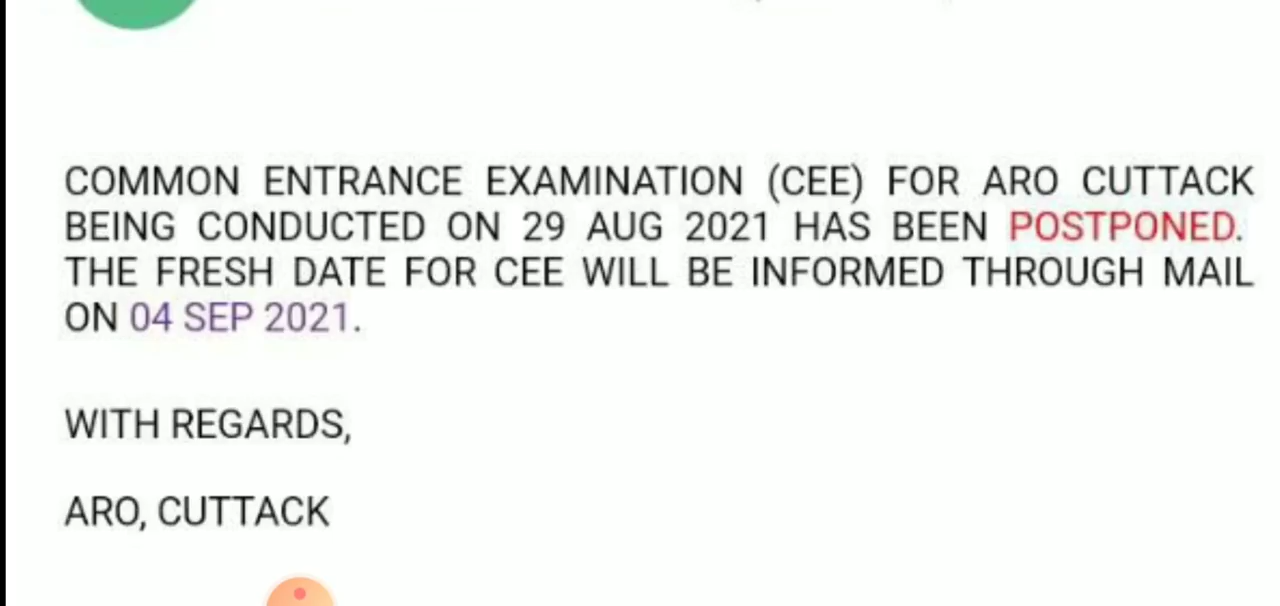 COMMON ENTRANCE EXAMINATION (CEE) FOR ARO CUTTACK
BEING CONDUCTED ON 29 AUG 2021 HAS BEEN POSTPONED.
THE FRESH DATE FOR CEE WILL BE INFORMED THROUGH MAIL
ON 04 SEP 2021.
WITH REGARDS,
ARO, CUTTACK